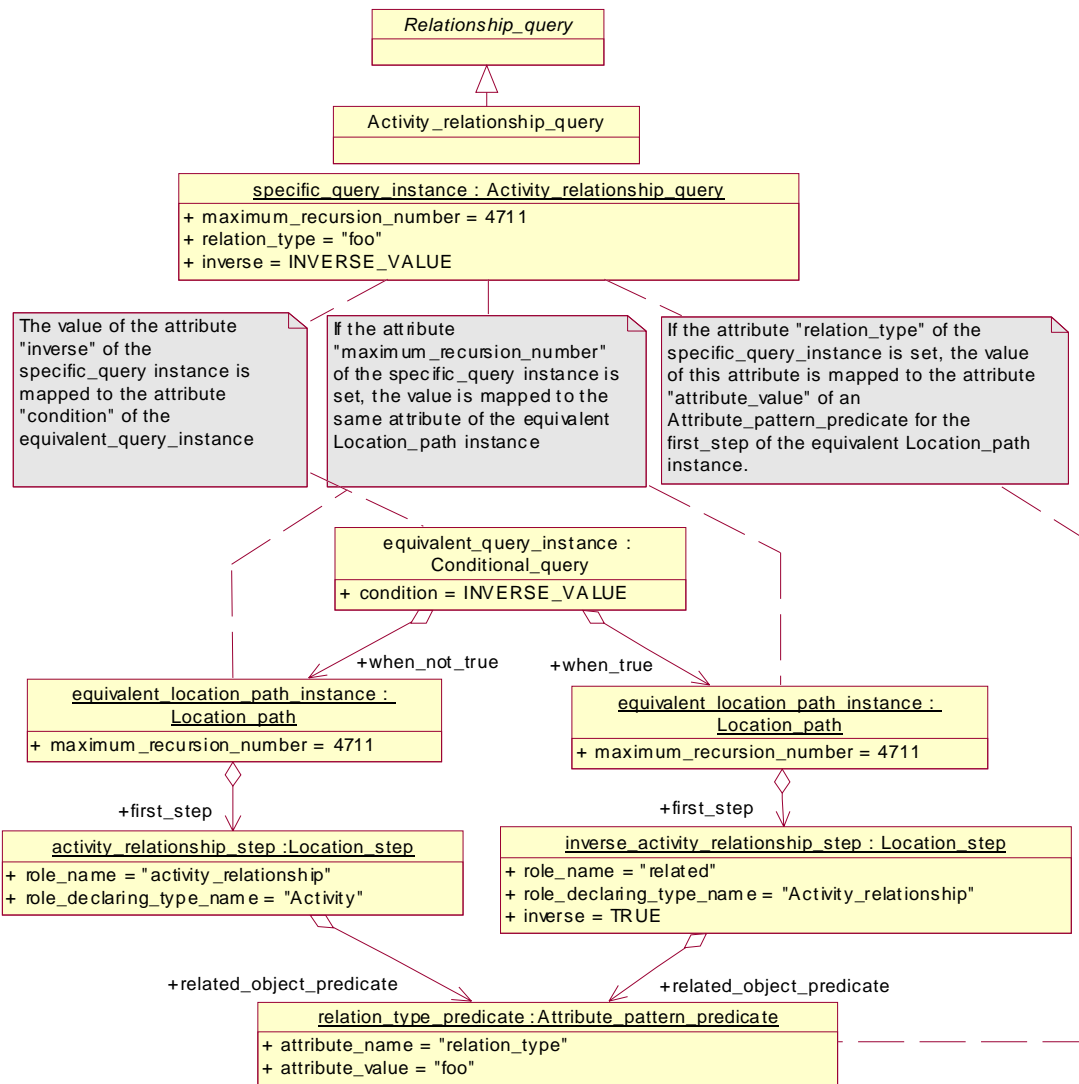 Relationship_query
Activity_relationship_query
specific_query_instance : Activity_relationship_query
+ maximum_recursion_number = 4711
+ relation_type = "foo"
+ inverse = INVERSE_VALUE
The value of the attribute
"inverse" of the
specific_query instance is
mapped to the attribute
"condition" of the
equivalent_query_instance
If the attribute
"maximum_recursion_number"
of the specific_query instance is
set, the value is mapped to the
same attribute of the equivalent
Location_path instance
If the attribute "relation_type" of the
specific_query_instance is set, the value
of this attribute is mapped to the attribute
"attribute_value" of an
Attribute_pattern_predicate for the
first_step of the equivalent Location_path
instance.
equivalent_query_instance :
Conditional_query
+ condition = INVERSE_VALUE
+when_not_true
+when_true
equivalent_location_path_instance :
Location_path
+ maximum_recursion_number = 4711
equivalent_location_path_instance :
Location_path
+ maximum_recursion_number = 4711
+first_step
+first_step
activity_relationship_step :Location_step
+ role_name = "activity_relationship"
+ role_declaring_type_name = "Activity"
inverse_activity_relationship_step : Location_step
+ role_name = "related"
+ role_declaring_type_name = "Activity_relationship"
+ inverse = TRUE
+related_object_predicate
+related_object_predicate
relation_type_predicate :Attribute_pattern_predicate
+ attribute_name = "relation_type"
+ attribute_value = "foo"